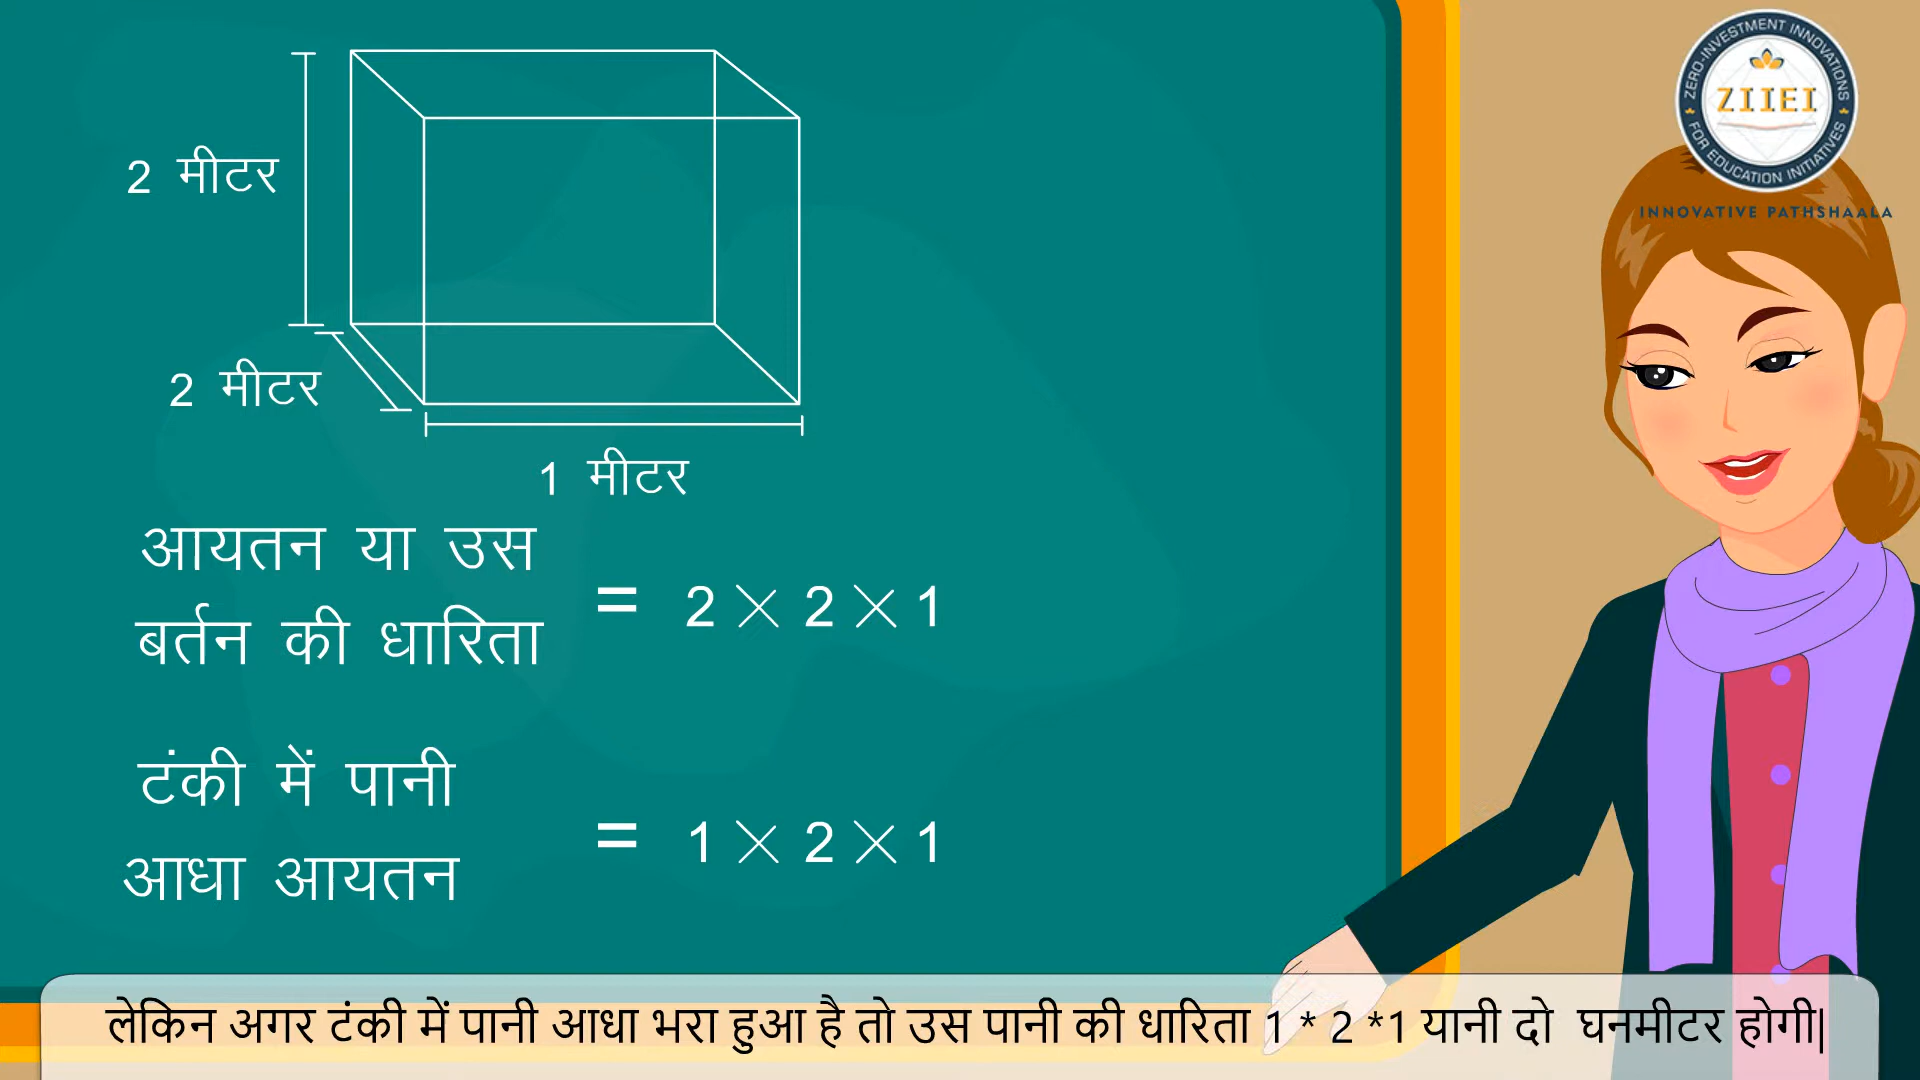 ZERO-INVESTMENT INNOVATIONS
ZIIEI
FOR EDUCATION INITIATIVES
INNOVATIVE PATHSHAALA
2 मीटर
2 मीटर
1 मीटर
आयतन या उस
बर्तन की धारिता
= 2 × 2 × 1
टंकी में पानी
आधा आयतन
= 1 × 2 × 1
लेकिन अगर टंकी में पानी आधा भरा हुआ है तो उस पानी की धारिता 1 * 2 *1 यानी दो घनमीटर होगी|